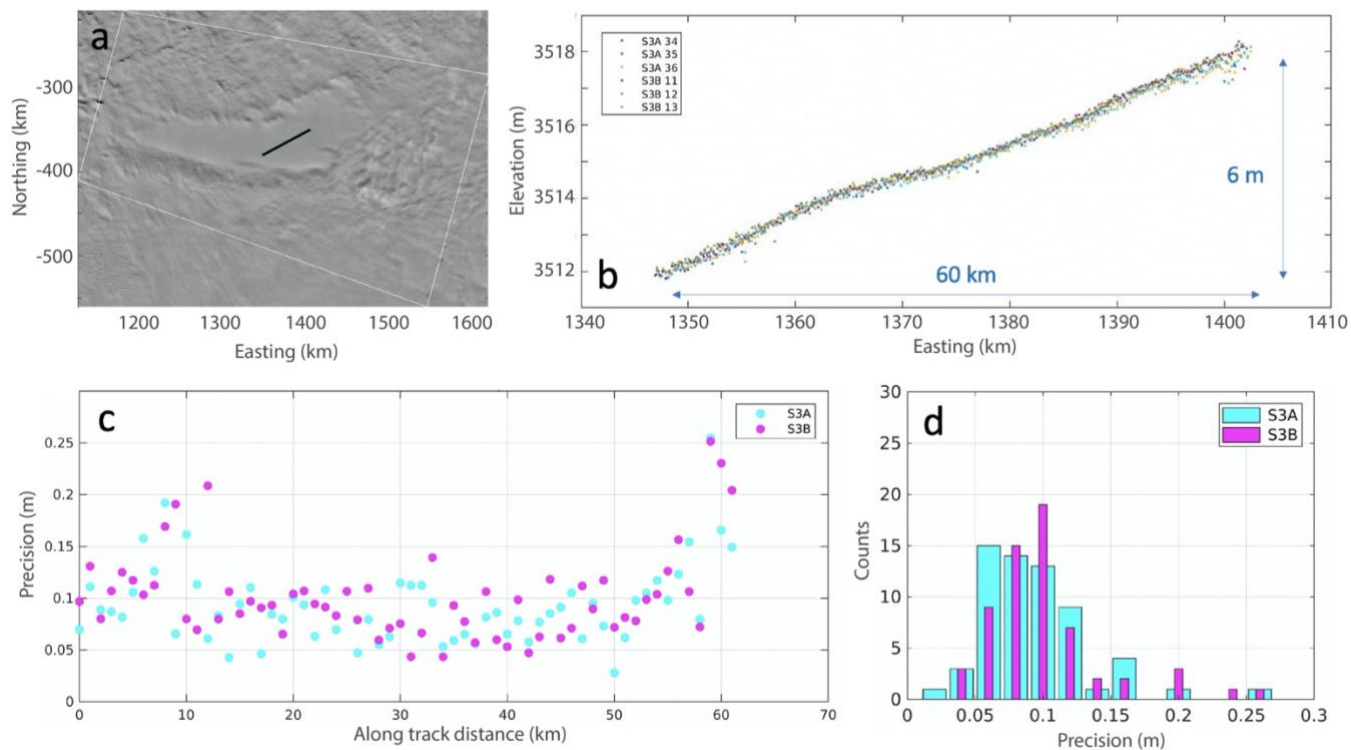 a
-300
-400
-500
Northing (km)
1200 1300 1400 1500 1600
Easting (km)
S3A 34
S3A 35
S3A 36
S3B 11
S3B 12
S3B 13
3518
3516
3514
3512
Elevation (m)
6 m
b
60 km
1340 1350 1360 1370 1380 1390 1400 1410
Easting (km)
c
S3A
S3B
0.25
0.2
0.15
0.1
0.05
0
Precision (m)
0 10 20 30 40 50 60 70
Along track distance (km)
d
S3A
S3B
30
25
20
15
10
5
0
Counts
0 0.05 0.1 0.15 0.2 0.25 0.3
Precision (m)